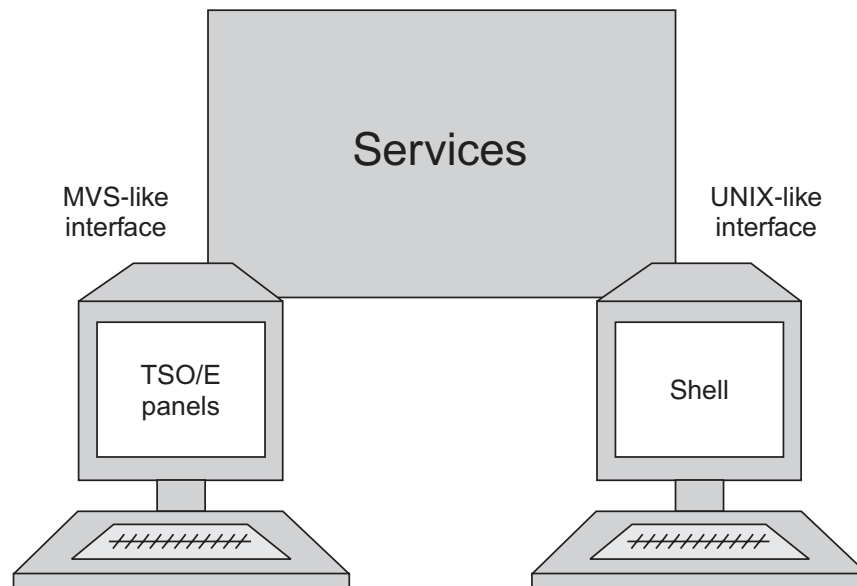 Services
MVS-like
interface
UNIX-like
interface
TSO/E
panels
Shell